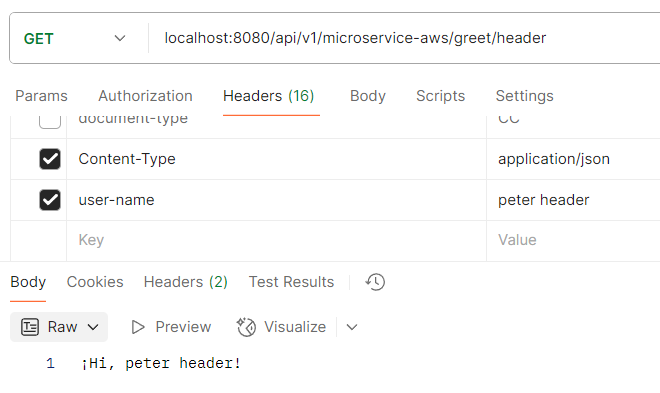 GET localhost:8080/api/v1/microservice-aws/greet/header
Params Authorization Headers (16) Body Scripts Settings
document-type CC
Content-Type application/json
user-name peter header
Key Value
Body Cookies Headers (2) Test Results
Raw Preview Visualize
1 ¡Hi, peter header!